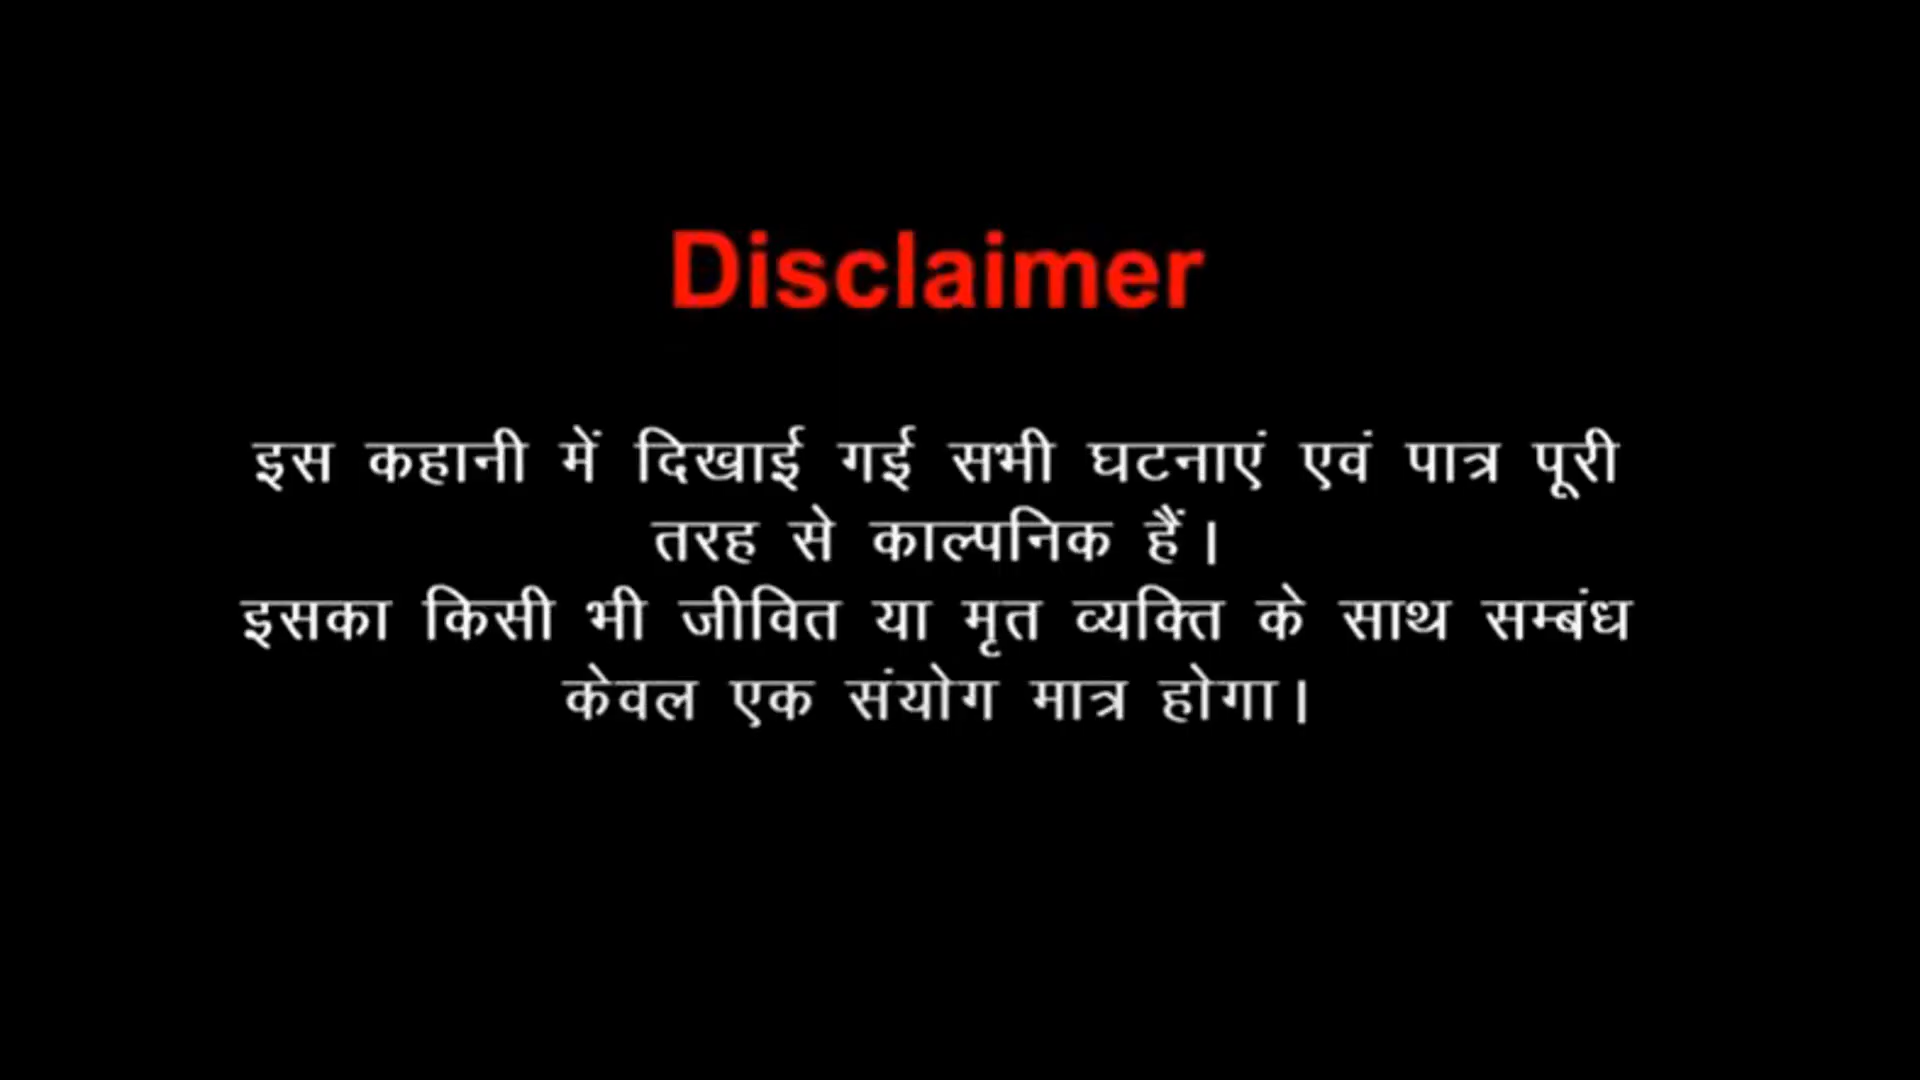 Disclaimer
इस कहानी में दिखाई गई सभी घटनाएं एवं पात्र पूरी
तरह से काल्पनिक हैं।
इसका किसी भी जीवित या मृत व्यक्ति के साथ सम्बंध
केवल एक संयोग मात्र होगा।